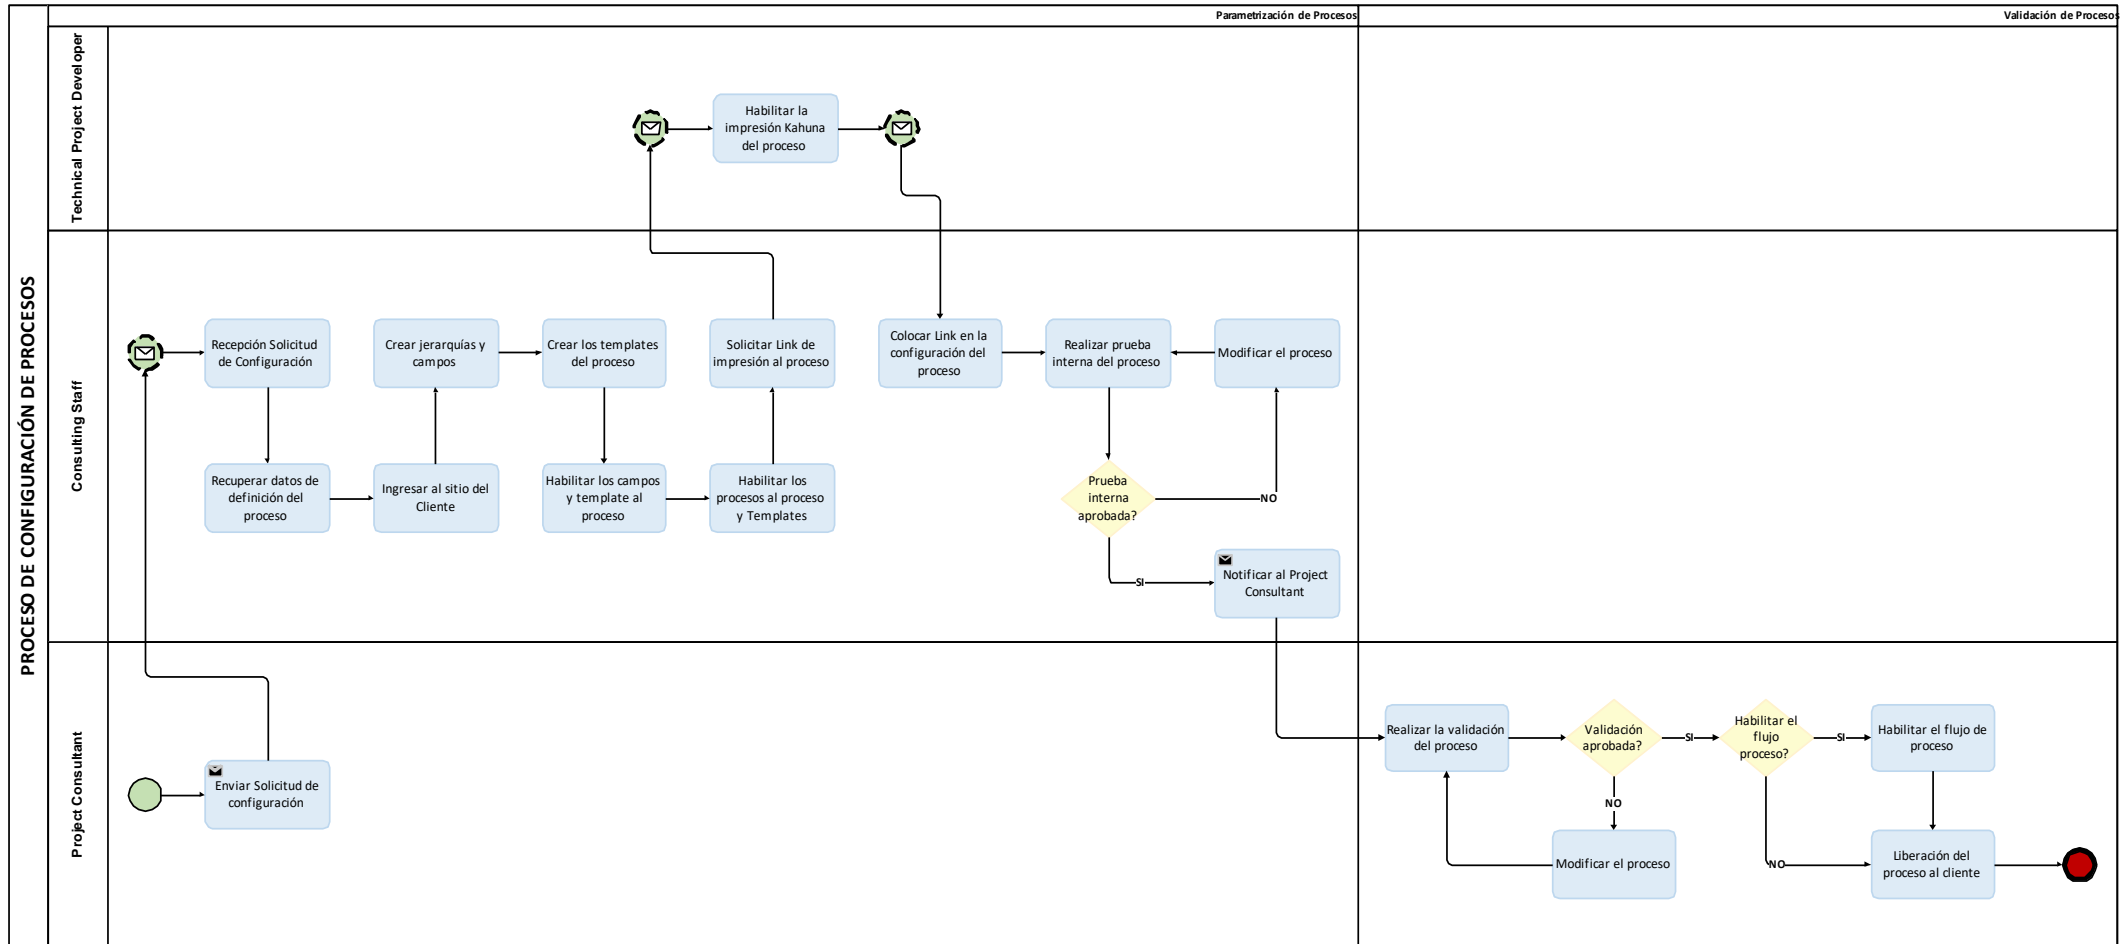 Parametrización de Procesos
Validación de Procesos
PROCESO DE CONFIGURACIÓN DE PROCESOS
Technical Project Developer
Habilitar la
impresión Kahuna
del proceso
Consulting Staff
Recepción Solicitud
de Configuración
Crear jerarquías y
campos
Crear los templates
del proceso
Solicitar Link de
impresión al proceso
Colocar Link en la
configuración del
proceso
Realizar prueba
interna del proceso
Modificar el proceso
Recuperar datos de
definición del
proceso
Ingresar al sitio del
Cliente
Habilitar los campos
y template al
proceso
Habilitar los
procesos al proceso
y Templates
Prueba
interna
aprobada?
NO
SI
Notificar al Project
Consultant
Project Consultant
Enviar Solicitud de
configuración
Realizar la validación
del proceso
Validación
aprobada?
SI
Habilitar el
flujo
proceso?
SI
Habilitar el flujo de
proceso
NO
Modificar el proceso
NO
Liberación del
proceso al cliente